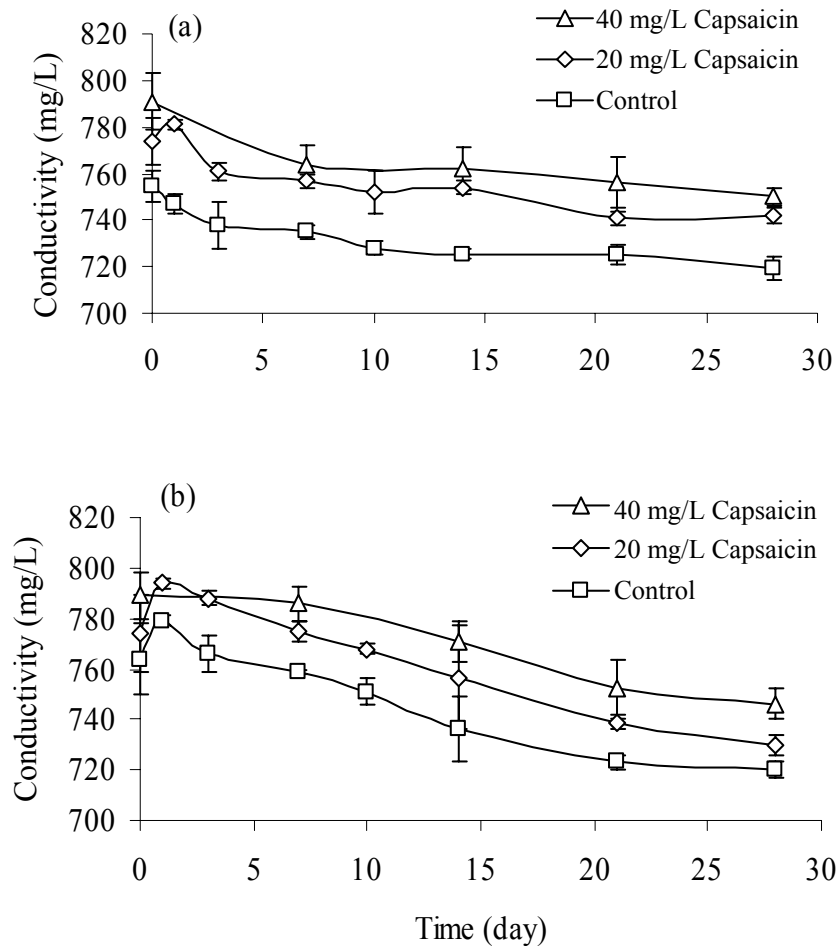 (a)
40 mg/L Capsaicin
20 mg/L Capsaicin
Control
Conductivity (mg/L)
820
800
780
760
740
720
700
0 5 10 15 20 25 30
(b)
40 mg/L Capsaicin
20 mg/L Capsaicin
Control
Conductivity (mg/L)
820
800
780
760
740
720
700
0 5 10 15 20 25 30
Time (day)